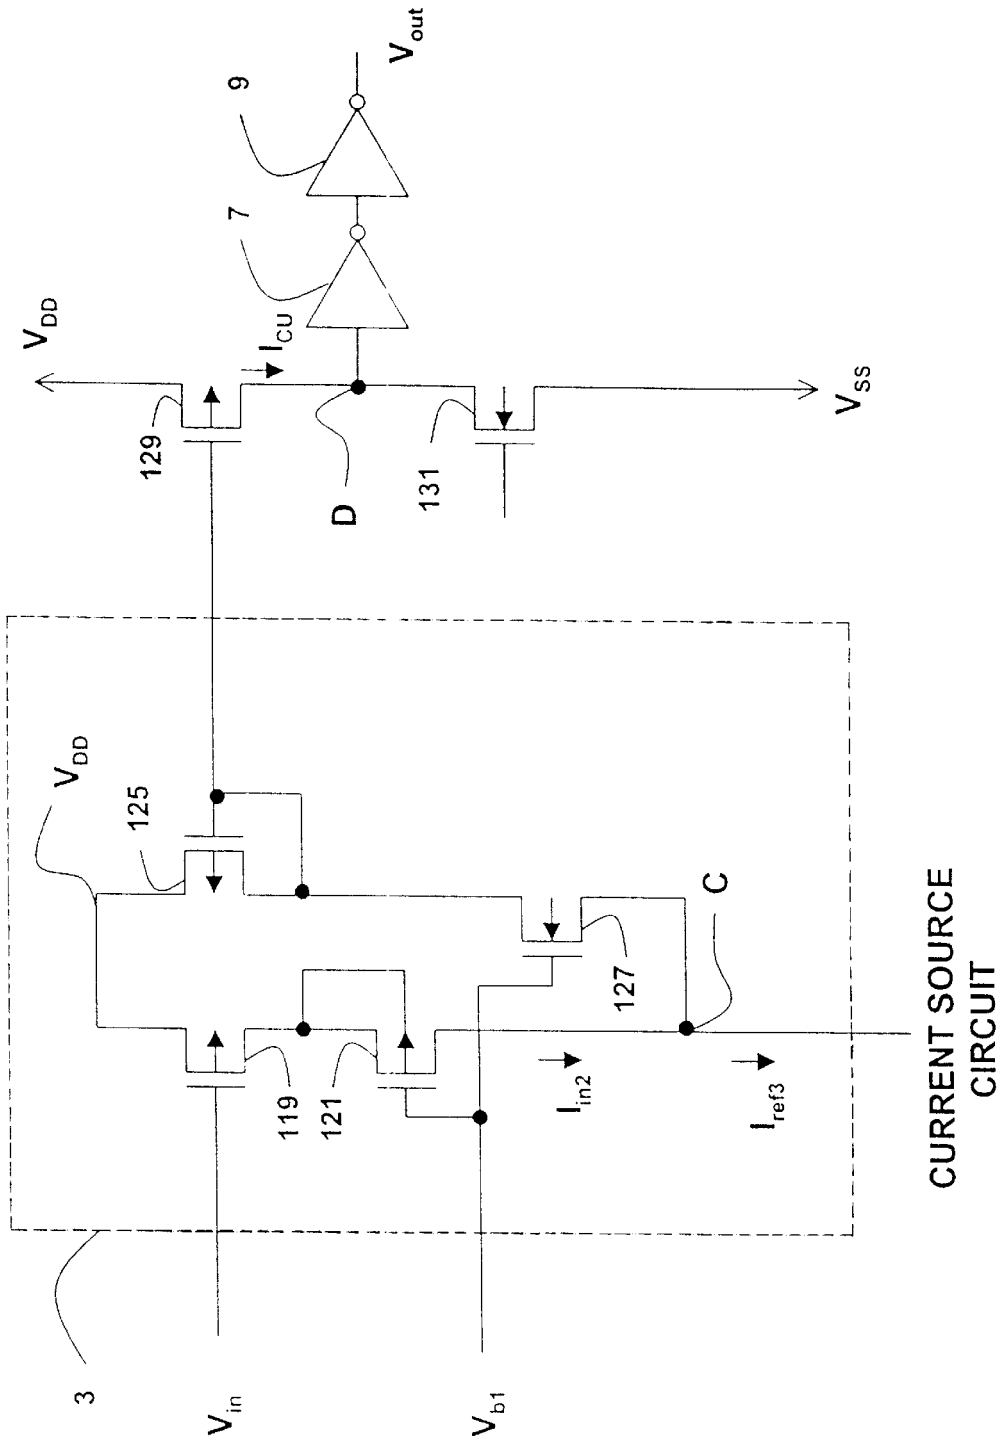 3
V_in
V_b1
V_DD
125
119
121
127
I_in2
I_ref3
C
CURRENT SOURCE
CIRCUIT
V_DD
129
I_CU
D
131
V_SS
7
9
V_out